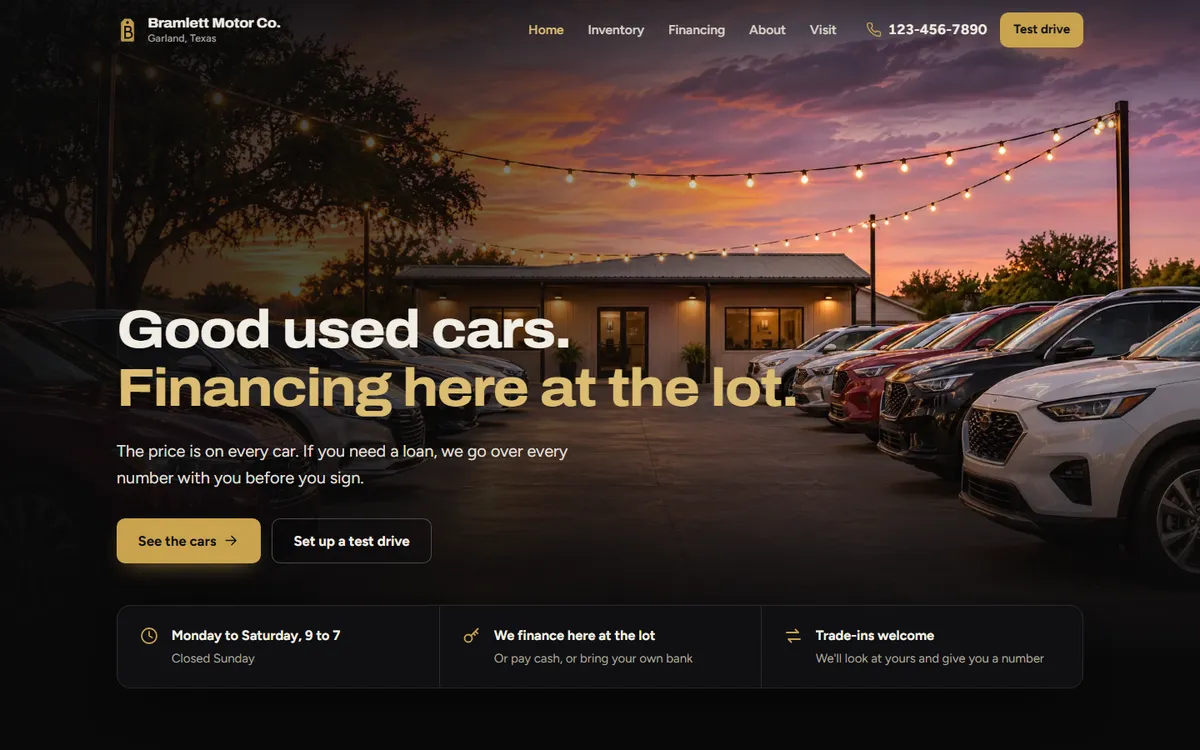 B
Bramlett Motor Co.
Garland, Texas
Home
Inventory
Financing
About
Visit
123-456-7890
Test drive
Good used cars.
Financing here at the lot.
The price is on every car. If you need a loan, we go over every
number with you before you sign.
See the cars
Set up a test drive
Monday to Saturday, 9 to 7
Closed Sunday
We finance here at the lot
Or pay cash, or bring your own bank
Trade-ins welcome
We'll look at yours and give you a number